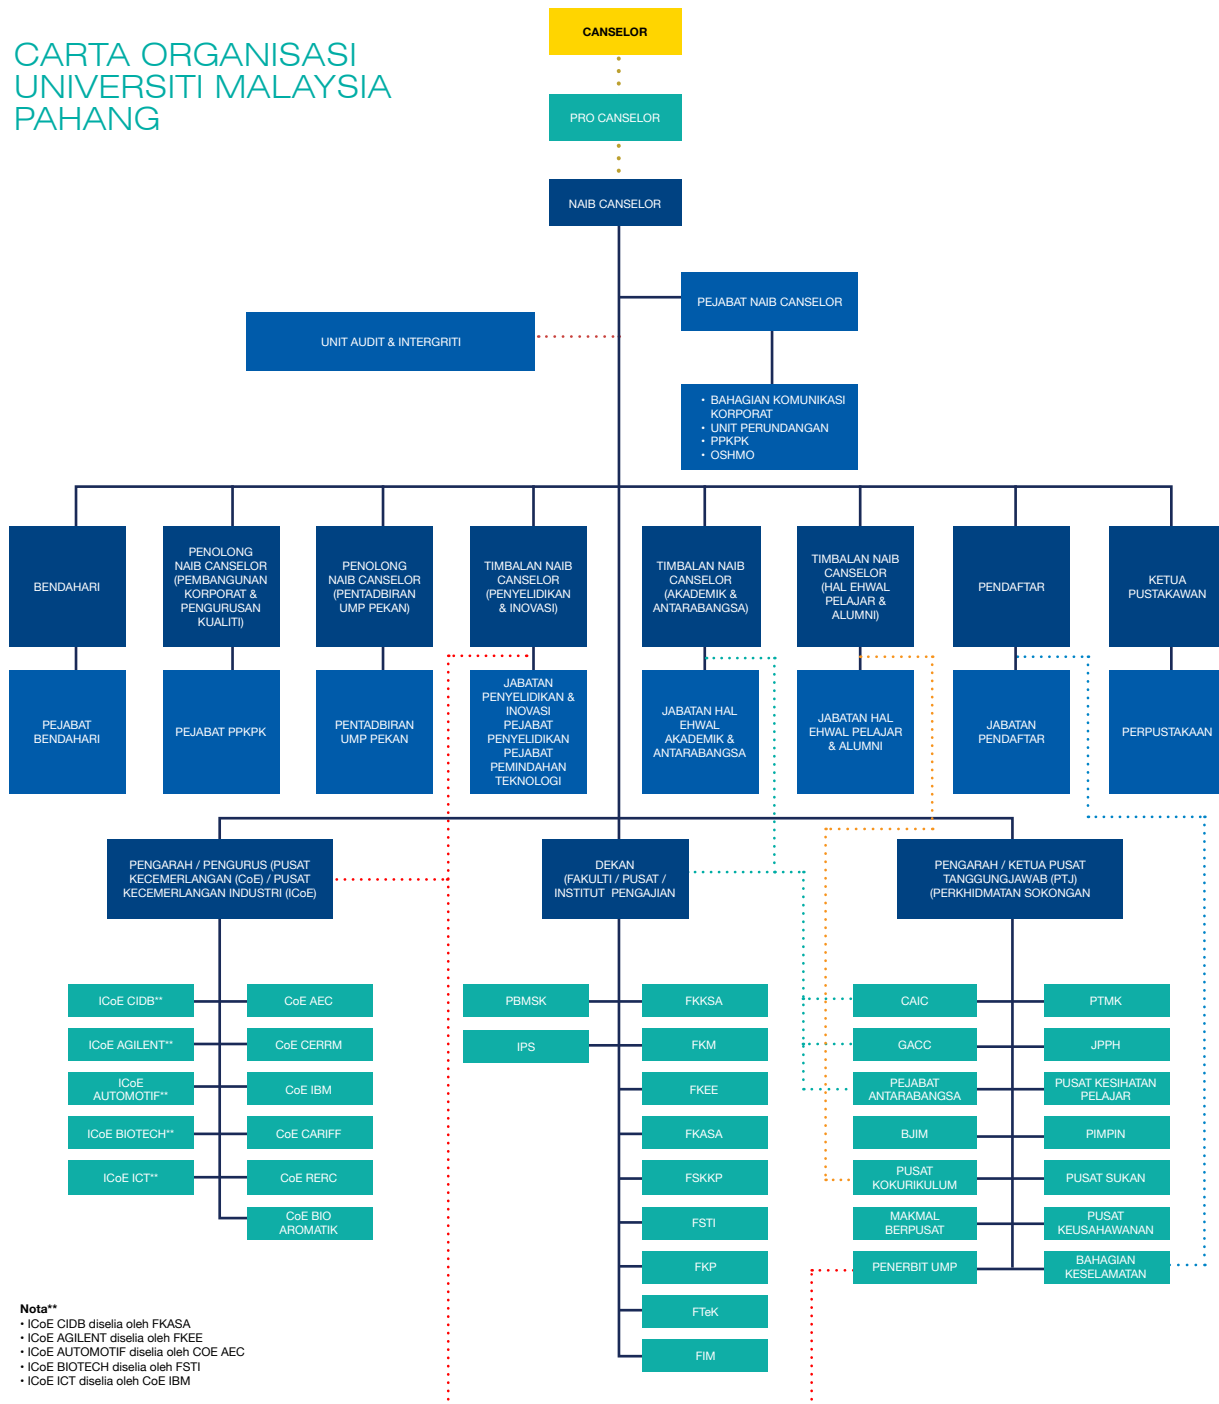 CARTA ORGANISASI
UNIVERSITI MALAYSIA
PAHANG
CANSELOR
PRO CANSELOR
NAIB CANSELOR
PEJABAT NAIB CANSELOR
UNIT AUDIT & INTERGRITI
• BAHAGIAN KOMUNIKASI
KORPORAT
• UNIT PERUNDANGAN
• PPKPK
• OSHMO
BENDAHARI
PENOLONG
NAIB CANSELOR
(PEMBANGUNAN
KORPORAT &
PENGURUSAN
KUALITI)
PENOLONG
NAIB CANSELOR
(PENTADBIRAN
UMP PEKAN)
TIMBALAN NAIB
CANSELOR
(PENYELIDIKAN
& INOVASI)
TIMBALAN NAIB
CANSELOR
(AKADEMIK &
ANTARABANGSA)
TIMBALAN NAIB
CANSELOR
(HAL EHWAL
PELAJAR &
ALUMNI)
PENDAFTAR
KETUA
PUSTAKAWAN
PEJABAT
BENDAHARI
PEJABAT PPKPK
PENTADBIRAN
UMP PEKAN
JABATAN
PENYELIDIKAN &
INOVASI
PEJABAT
PENYELIDIKAN
PEJABAT
PEMINDAHAN
TEKNOLOGI
JABATAN HAL
EHWAL
AKADEMIK &
ANTARABANGSA
JABATAN HAL
EHWAL PELAJAR
& ALUMNI
JABATAN
PENDAFTAR
PERPUSTAKAAN
PENGARAH / PENGURUS (PUSAT
KECEMERLANGAN (CoE) / PUSAT
KECEMERLANGAN INDUSTRI (ICoE)
DEKAN
(FAKULTI / PUSAT /
INSTITUT PENGAJIAN
PENGARAH / KETUA PUSAT
TANGGUNGJAWAB (PTJ)
(PERKHIDMATAN SOKONGAN
ICoE CIDB**
CoE AEC
ICoE AGILENT**
CoE CERRM
ICoE
AUTOMOTIF**
CoE IBM
ICoE BIOTECH**
CoE CARIFF
ICoE ICT**
CoE RERC
CoE BIO
AROMATIK
PBMSK
FKKSA
IPS
FKM
FKEE
FKASA
FSKKP
FSTI
FKP
FTeK
FIM
CAIC
PTMK
GACC
JPPH
PEJABAT
ANTARABANGSA
PUSAT KESIHATAN
PELAJAR
BJIM
PIMPIN
PUSAT
KOKURIKULUM
PUSAT SUKAN
MAKMAL
BERPUSAT
PUSAT
KEUSAHAWANAN
PENERBIT UMP
BAHAGIAN
KESELAMATAN
Nota**
• ICoE CIDB diselia oleh FKASA
• ICoE AGILENT diselia oleh FKEE
• ICoE AUTOMOTIF diselia oleh COE AEC
• ICoE BIOTECH diselia oleh FSTI
• ICoE ICT diselia oleh CoE IBM